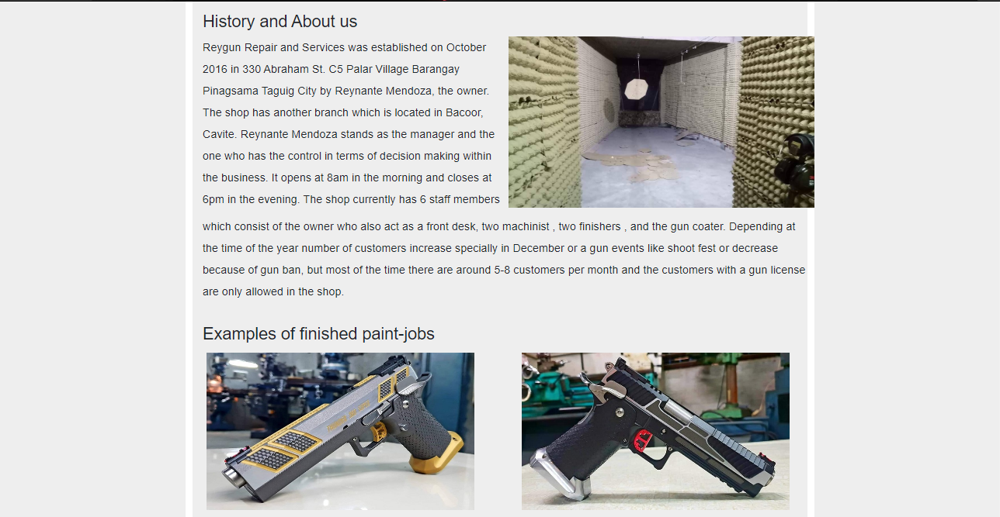 History and About us
Reygun Repair and Services was established on October
2016 in 330 Abraham St. C5 Palar Village Barangay
Pinagsama Taguig City by Reynante Mendoza, the owner.
The shop has another branch which is located in Bacoor,
Cavite. Reynante Mendoza stands as the manager and the
one who has the control in terms of decision making within
the business. It opens at 8am in the morning and closes at
6pm in the evening. The shop currently has 6 staff members
which consist of the owner who also act as a front desk, two machinist , two finishers , and the gun coater. Depending at
the time of the year number of customers increase specially in December or a gun events like shoot fest or decrease
because of gun ban, but most of the time there are around 5-8 customers per month and the customers with a gun license
are only allowed in the shop.
Examples of finished paint-jobs